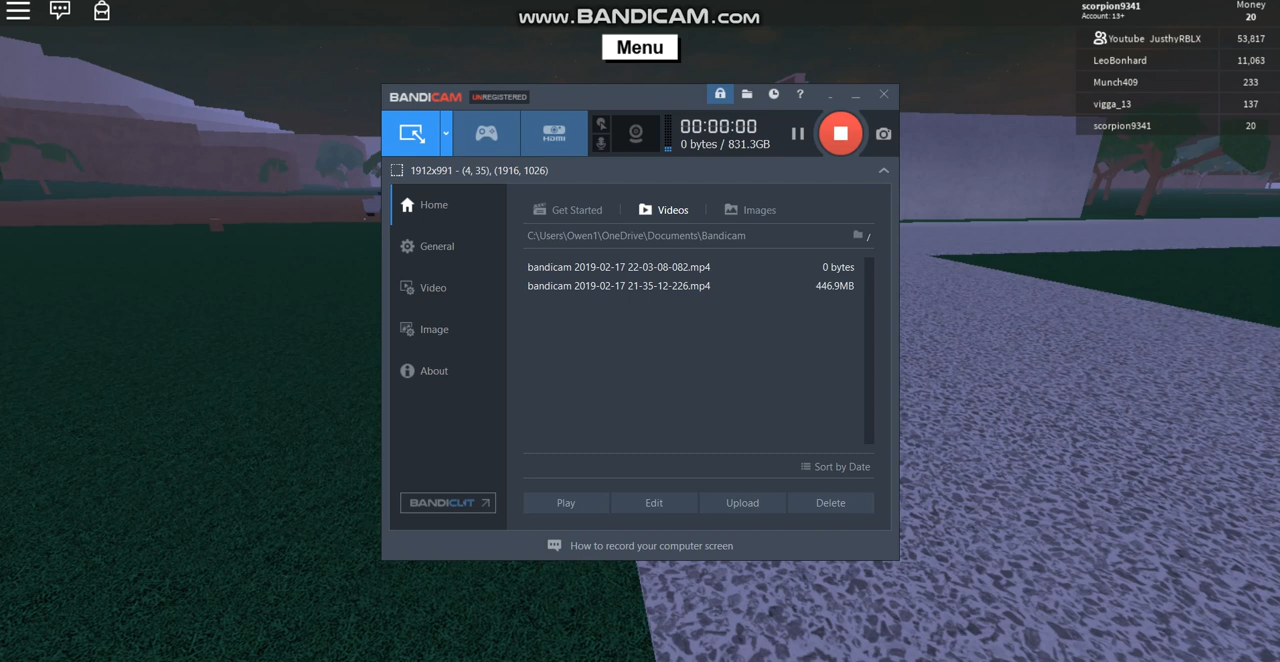 www.BANDICAM.com
Menu
scorpion9341
Account: 13+
Money
20
Youtube_JusthyRBLX 53,817
LeoBonhard 11,063
Munch409 233
vigga_13 137
scorpion9341 20
BANDICAM UNREGISTERED
?
HDMI
00:00:00
0 bytes / 831.3GB
1912x991 - (4, 35), (1916, 1026)
Home
General
Video
Image
About
BANDICUT
Get Started
Videos
Images
C:\Users\Owen1\OneDrive\Documents\Bandicam
/
bandicam 2019-02-17 22-03-08-082.mp4 0 bytes
bandicam 2019-02-17 21-35-12-226.mp4 446.9MB
Sort by Date
Play Edit Upload Delete
How to record your computer screen